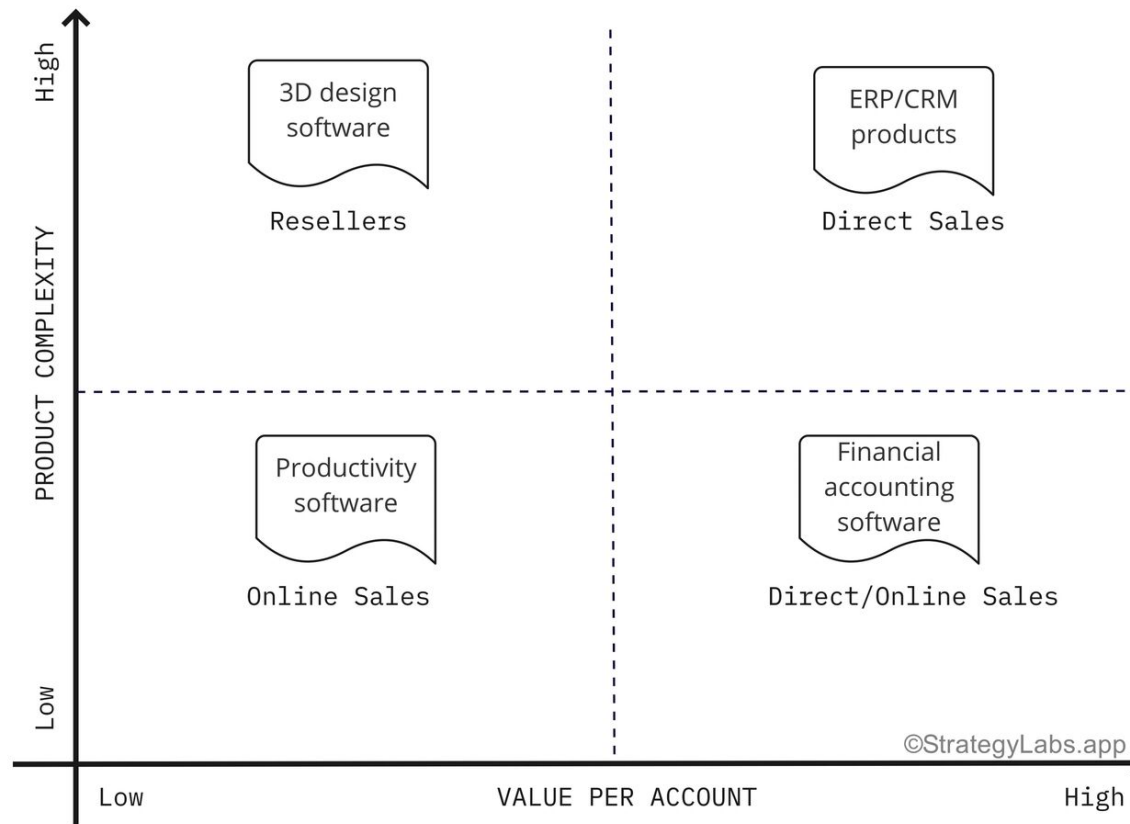 High
3D design
software
Resellers
ERP/CRM
products
Direct Sales
PRODUCT COMPLEXITY
Productivity
software
Online Sales
Financial
accounting
software
Direct/Online Sales
Low
©StrategyLabs.app
Low
VALUE PER ACCOUNT
High